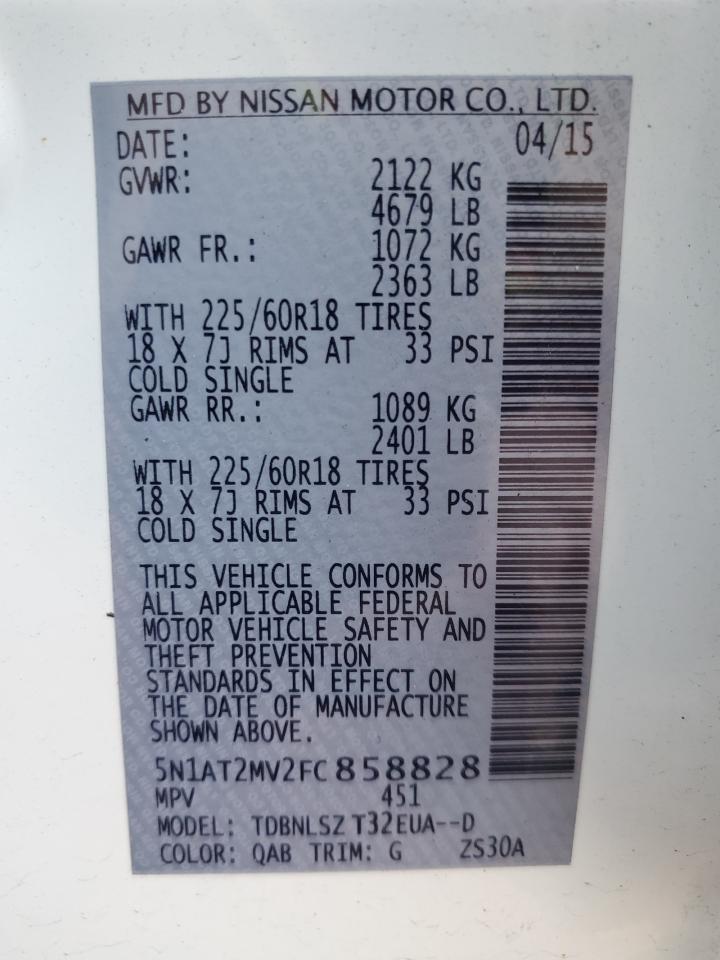 MFD BY NISSAN MOTOR CO., LTD.
DATE: 04/15
GVWR: 2122 KG
4679 LB
GAWR FR.: 1072 KG
2363 LB
WITH 225/60R18 TIRES
18 X 7J RIMS AT 33 PSI
COLD SINGLE
GAWR RR.: 1089 KG
2401 LB
WITH 225/60R18 TIRES
18 X 7J RIMS AT 33 PSI
COLD SINGLE
THIS VEHICLE CONFORMS TO
ALL APPLICABLE FEDERAL
MOTOR VEHICLE SAFETY AND
THEFT PREVENTION
STANDARDS IN EFFECT ON
THE DATE OF MANUFACTURE
SHOWN ABOVE.
5N1AT2MV2FC858828
MPV 451
MODEL: TDBNLSZ T32EUA--D
COLOR: QAB TRIM: G ZS30A